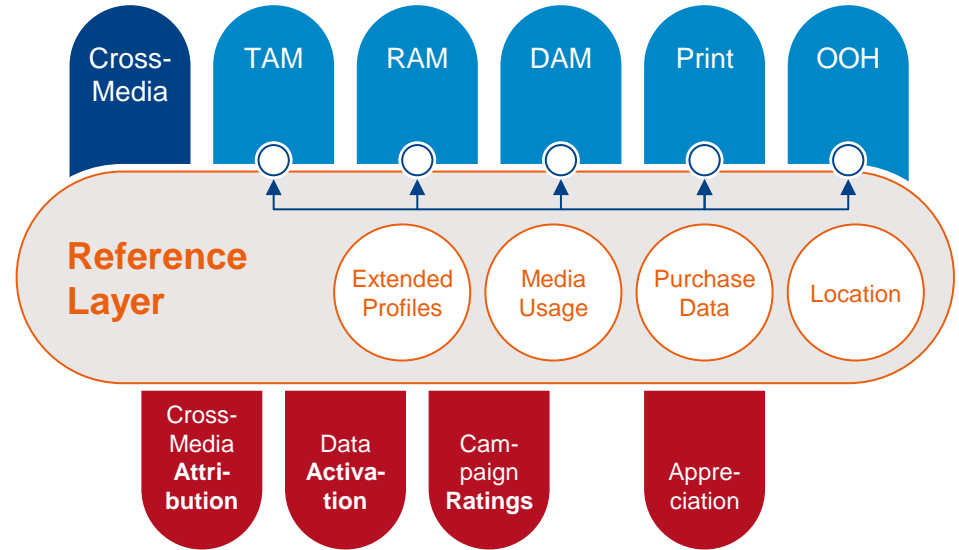 Cross-
Media
TAM
RAM
DAM
Print
OOH
Reference
Layer
Extended
Profiles
Media
Usage
Purchase
Data
Location
Cross-
Media
Attri-
bution
Data
Activa-
tion
Cam-
paign
Ratings
Appre-
ciation